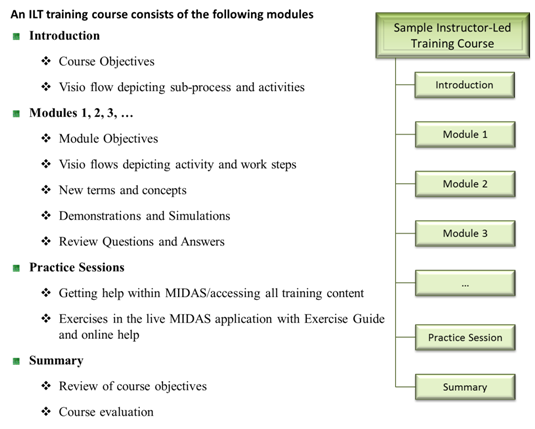 An ILT training course consists of the following modules
Introduction
Course Objectives
Visio flow depicting sub-process and activities
Modules 1, 2, 3, …
Module Objectives
Visio flows depicting activity and work steps
New terms and concepts
Demonstrations and Simulations
Review Questions and Answers
Practice Sessions
Getting help within MIDAS/accessing all training content
Exercises in the live MIDAS application with Exercise Guide
and online help
Summary
Review of course objectives
Course evaluation
Sample Instructor-Led
Training Course
Introduction
Module 1
Module 2
Module 3
…
Practice Session
Summary